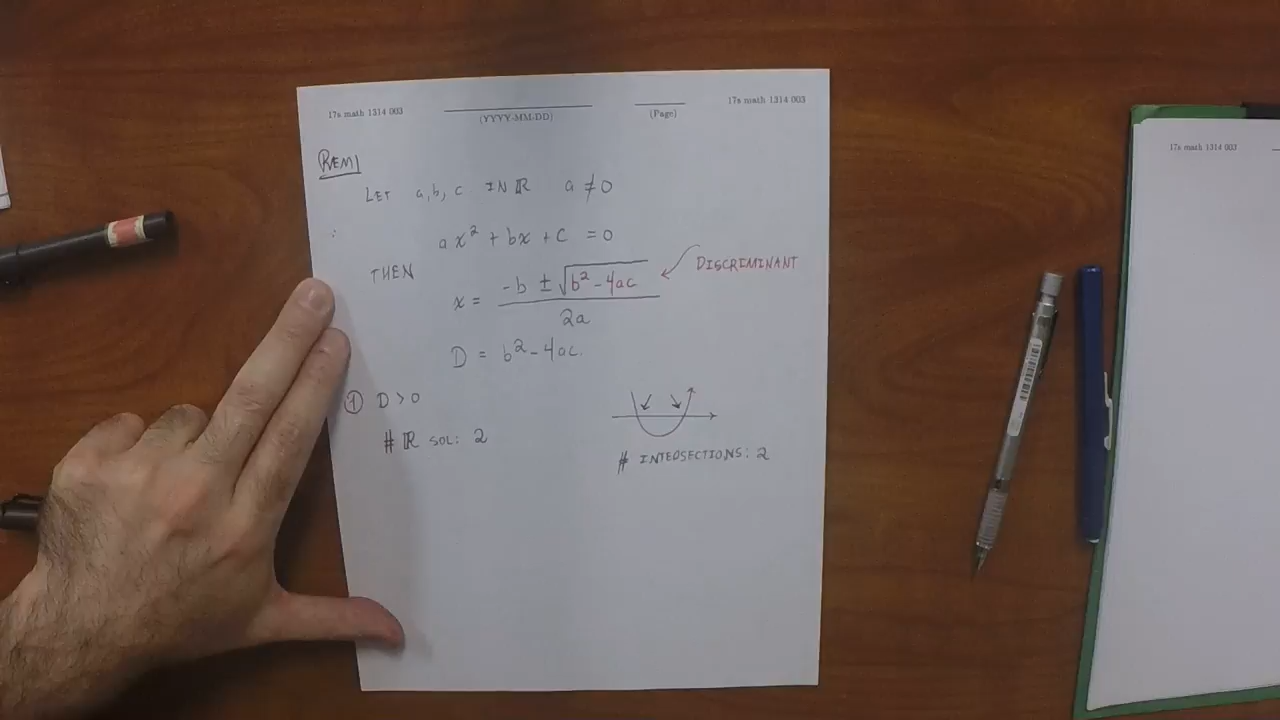 17s math 1314 003 (YYYY-MM-DD) (Page) 17s math 1314 003
REM
LET a, b, c IN ℝ a ≠ 0
ax² + bx + c = 0
THEN
x = (-b ± √(b² - 4ac)) / 2a
DISCRIMINANT
D = b² - 4ac.
① D > 0
# ℝ SOL: 2
# INTEDSECTIONS: 2
17s math 1314 003